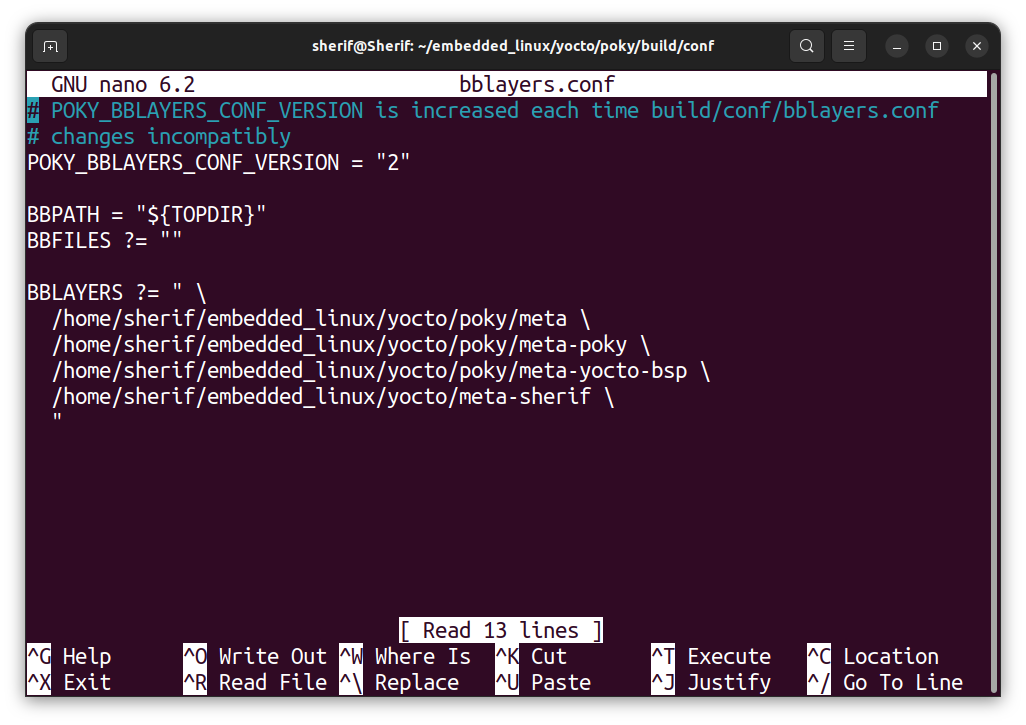 sherif@Sherif: ~/embedded_linux/yocto/poky/build/conf
GNU nano 6.2 bblayers.conf
# POKY_BBLAYERS_CONF_VERSION is increased each time build/conf/bblayers.conf
# changes incompatibly
POKY_BBLAYERS_CONF_VERSION = "2"
BBPATH = "${TOPDIR}"
BBFILES ?= ""
BBLAYERS ?= " \
/home/sherif/embedded_linux/yocto/poky/meta \
/home/sherif/embedded_linux/yocto/poky/meta-poky \
/home/sherif/embedded_linux/yocto/poky/meta-yocto-bsp \
/home/sherif/embedded_linux/yocto/meta-sherif \
"
[ Read 13 lines ]
^G Help ^O Write Out ^W Where Is ^K Cut ^T Execute ^C Location
^X Exit ^R Read File ^\ Replace ^U Paste ^J Justify ^/ Go To Line